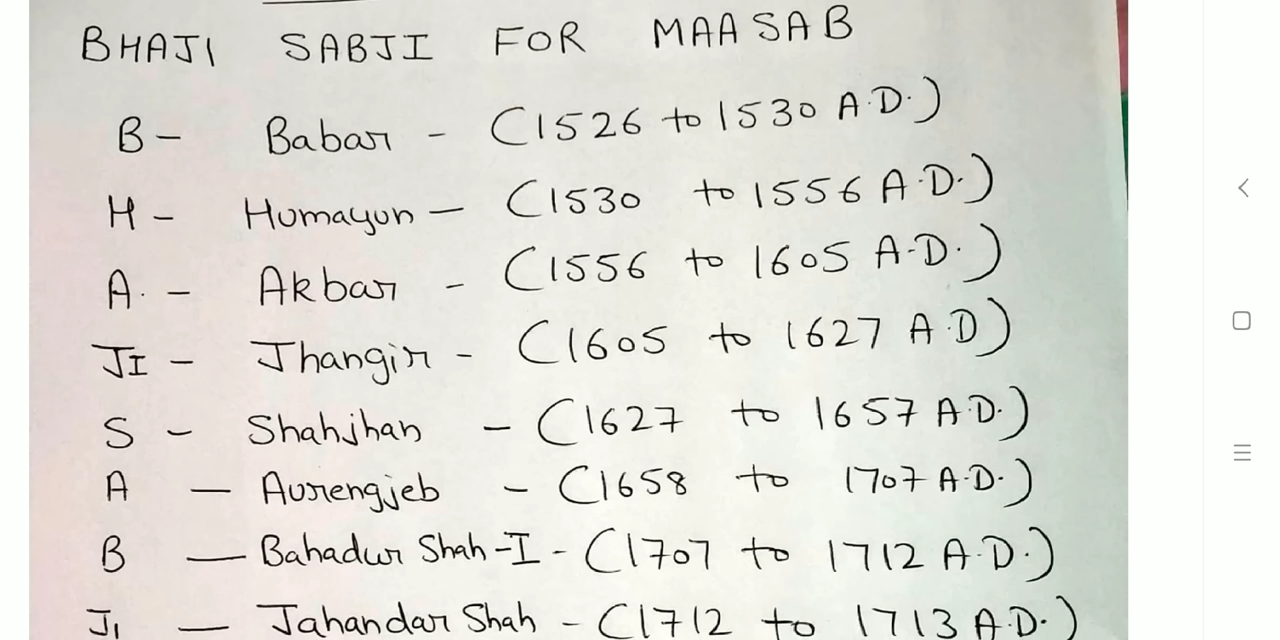 BHAJI SABJI FOR MAASAB
B- Babar - (1526 to 1530 A.D.)
H- Humayun - (1530 to 1556 A.D.)
A. - Akbar - (1556 to 1605 A.D.)
JI - Jhangir - (1605 to 1627 A.D)
S - Shahjhan - (1627 to 1657 A.D.)
A - Aurengjeb - (1658 to 1707 A.D.)
B - Bahadur Shah-I - (1707 to 1712 A.D.)
JI - Jahandar Shah - (1712 to 1713 A.D.)